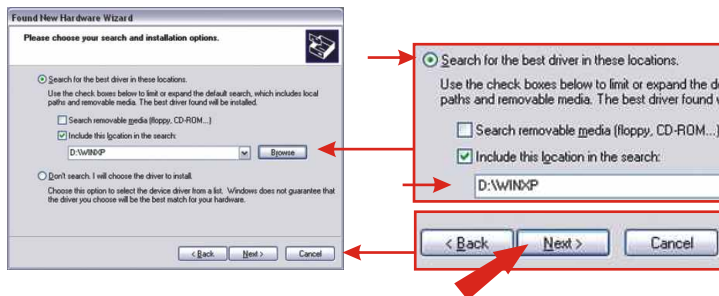 Found New Hardware Wizard
Please choose your search and installation options.
Search for the best driver in these locations.
Use the check boxes below to limit or expand the default search, which includes local
paths and removable media. The best driver found will be installed.
Search removable media (floppy, CD-ROM...)
Include this location in the search:
D:\WINXP
Browse
Don't search. I will choose the driver to install.
Choose this option to select the device driver from a list. Windows does not guarantee that
the driver you choose will be the best match for your hardware.
< Back
Next >
Cancel
Search for the best driver in these locations.
Use the check boxes below to limit or expand the
paths and removable media. The best driver found
Search removable media (floppy, CD-ROM...)
Include this location in the search:
D:\WINXP
< Back
Next >
Cancel